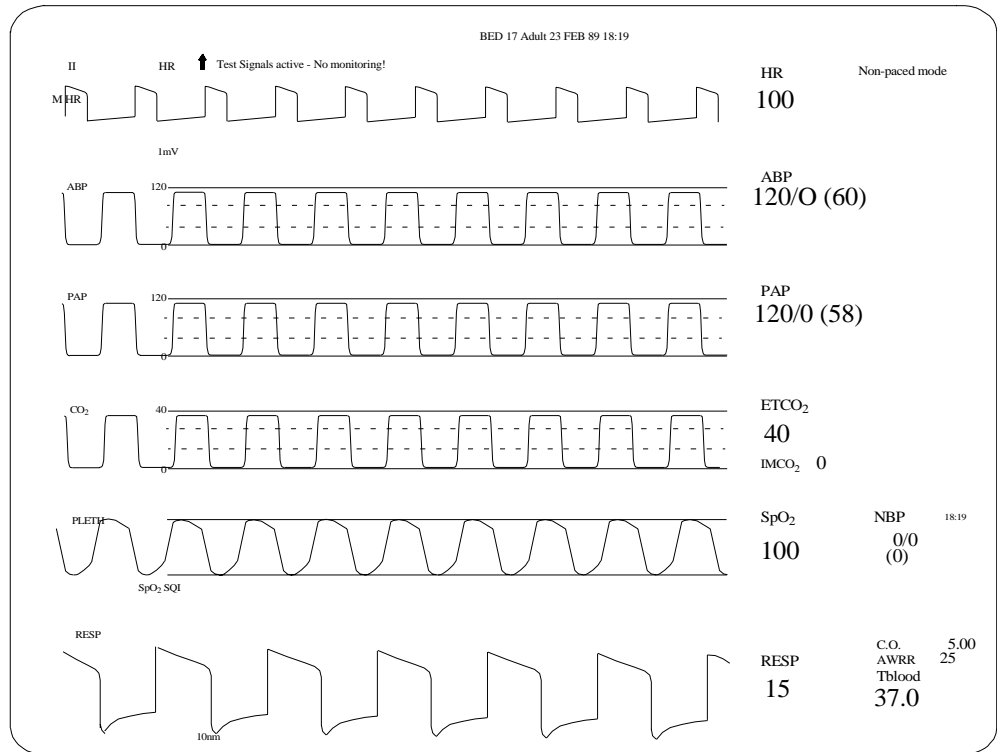 BED 17 Adult 23 FEB 89 18:19
II HR Test Signals active - No monitoring!
HR Non-paced mode
M HR
100
1mV
ABP 120
ABP
120/O (60)
0
PAP 120
PAP
120/0 (58)
0
CO2 40
ETCO2
40
IMCO2 0
0
PLETH
SpO2 NBP 18:19
100 0/0
(0)
SpO2 SQI
RESP
C.O. 5.00
RESP AWRR 25
Tblood
15 37.0
10nm